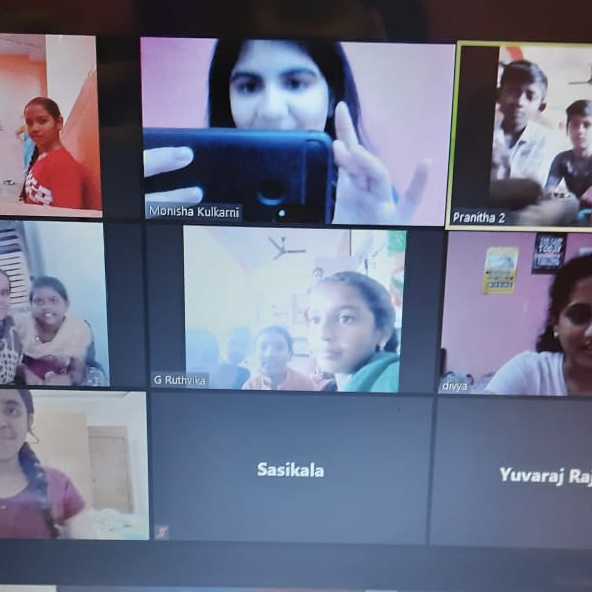 Monisha Kulkarni
Pranitha 2
G Ruthvika
divya
Sasikala
Yuvaraj Raj